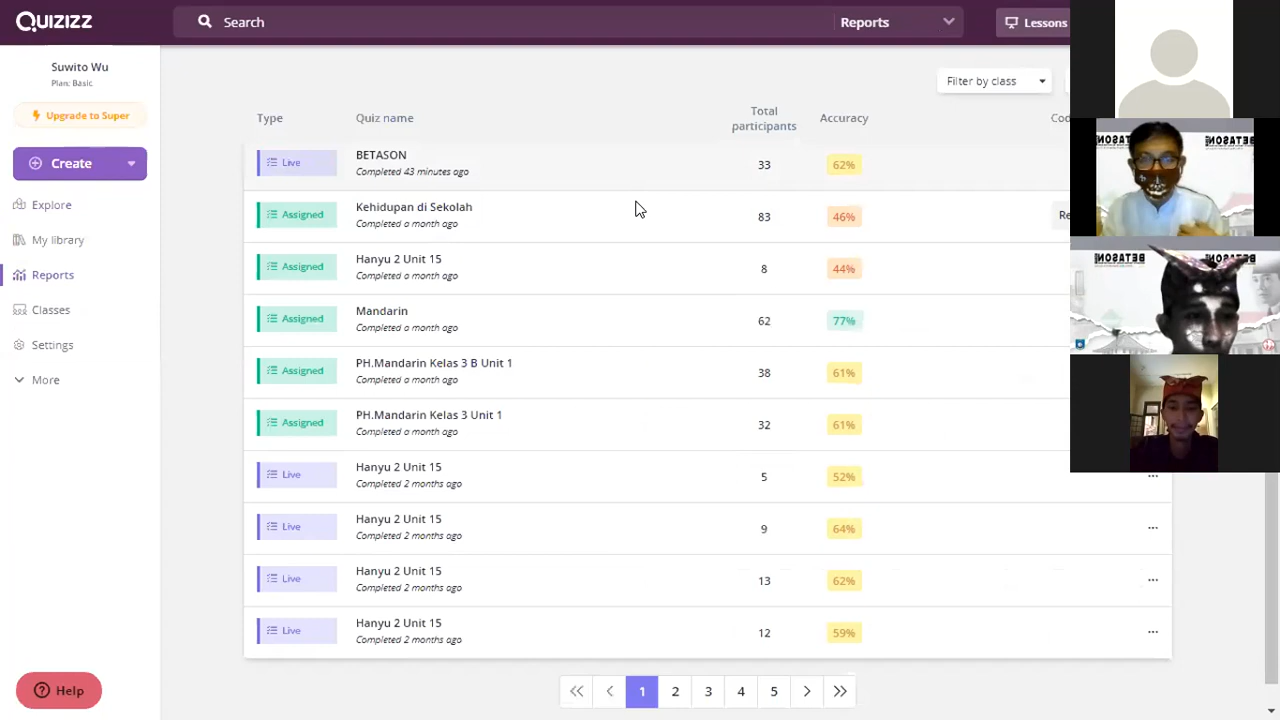 Quizizz
Search
Reports
Lessons
Suwito Wu
Plan: Basic
Upgrade to Super
Create
Explore
My library
Reports
Classes
Settings
More
Help
Filter by class
Type Quiz name Total participants Accuracy
Live BETASON 33 62%
Completed 43 minutes ago
Assigned Kehidupan di Sekolah 83 46%
Completed a month ago
Assigned Hanyu 2 Unit 15 8 44%
Completed a month ago
Assigned Mandarin 62 77%
Completed a month ago
Assigned PH.Mandarin Kelas 3 B Unit 1 38 61%
Completed a month ago
Assigned PH.Mandarin Kelas 3 Unit 1 32 61%
Completed a month ago
Live Hanyu 2 Unit 15 5 52%
Completed 2 months ago
Live Hanyu 2 Unit 15 9 64%
Completed 2 months ago
Live Hanyu 2 Unit 15 13 62%
Completed 2 months ago
Live Hanyu 2 Unit 15 12 59%
Completed 2 months ago
1 2 3 4 5
BETASON
BETASON